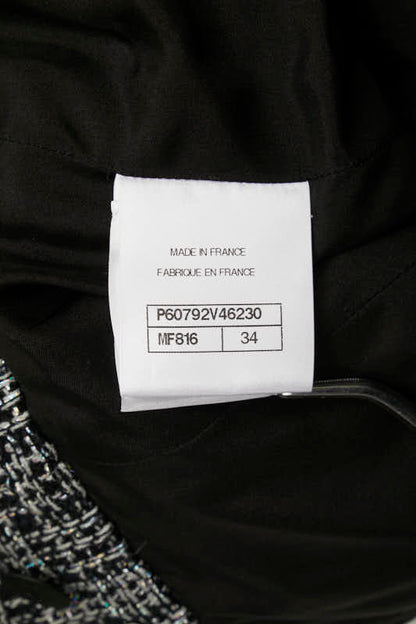 MADE IN FRANCE
FABRIQUE EN FRANCE
P60792V46230
MF816 34